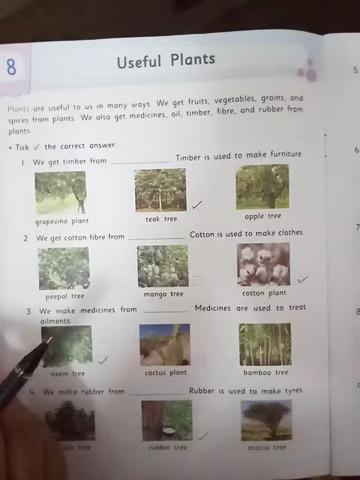 8
Useful Plants
Plants are useful to us in many ways. We get fruits, vegetables, grains, and
spices from plants. We also get medicines, oil, timber, fibre, and rubber from
plants.
• Tick ✓ the correct answer.
1. We get timber from ____________ Timber is used to make furniture
grapevine plant teak tree ✓ apple tree
2. We get cotton fibre from ____________ Cotton is used to make clothes
peepal tree mango tree cotton plant ✓
3. We make medicines from ____________ Medicines are used to treat
ailments.
neem tree ✓ cactus plant bamboo tree
4. We make rubber from ____________ Rubber is used to make tyres
tree rubber tree ✓ acacia tree
5.
6
7
8